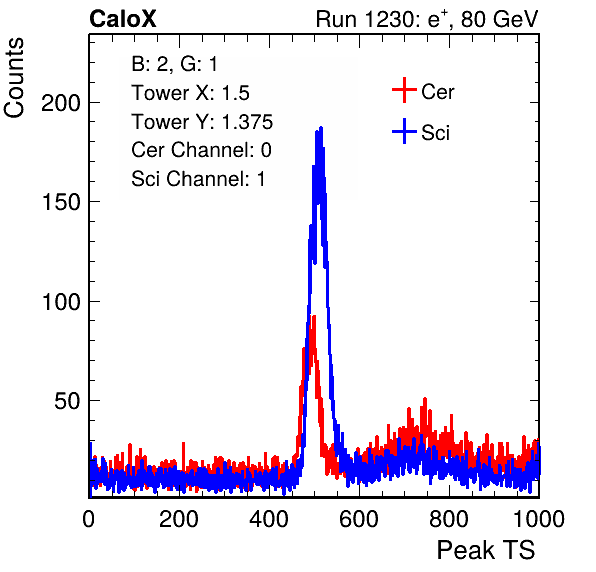 CaloX
Run 1230: e+, 80 GeV
B: 2, G: 1
Tower X: 1.5
Tower Y: 1.375
Cer Channel: 0
Sci Channel: 1
Cer
Sci
Counts
200
150
100
50
0 200 400 600 800 1000
Peak TS